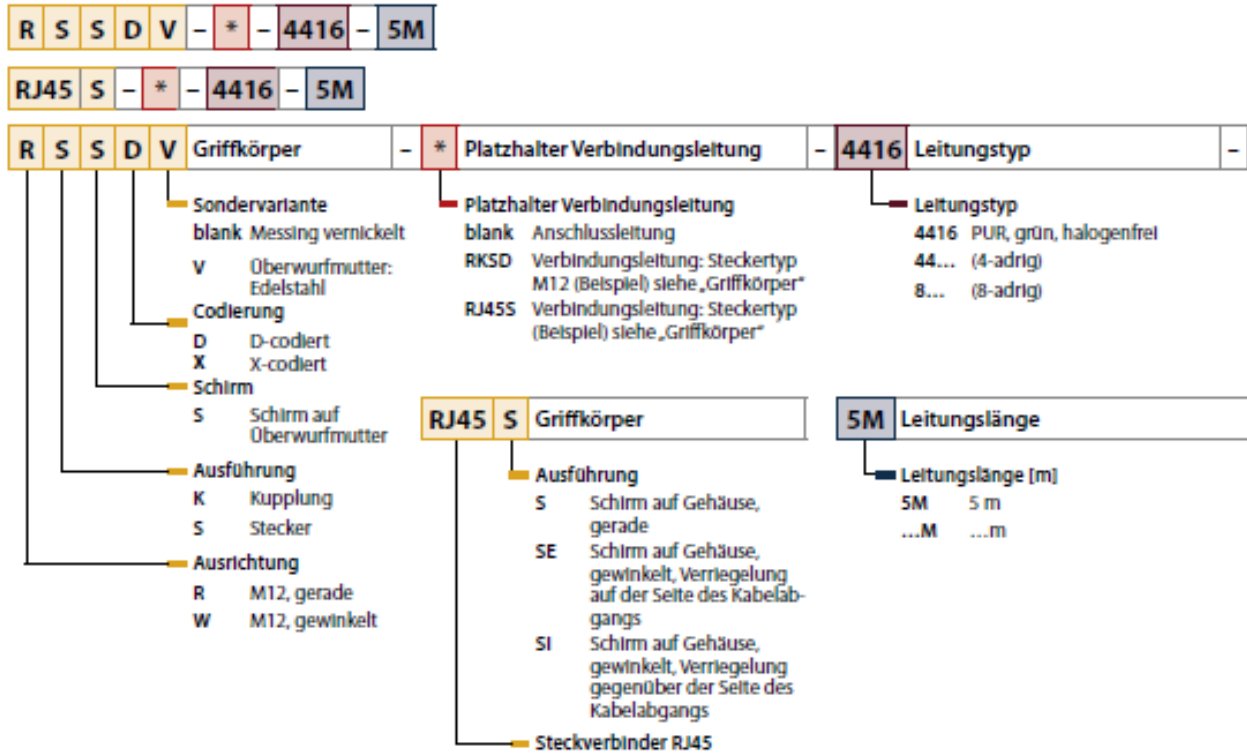 R S S D V – * – 4416 – 5M
RJ45 S – * – 4416 – 5M
R S S D V Griffkörper – * Platzhalter Verbindungsleitung – 4416 Leitungstyp –
Sondervariante
blank Messing vernickelt
V Überwurfmutter:
Edelstahl
Codierung
D D-codiert
X X-codiert
Schirm
S Schirm auf
Überwurfmutter
Ausführung
K Kupplung
S Stecker
Ausrichtung
R M12, gerade
W M12, gewinkelt
Platzhalter Verbindungsleitung
blank Anschlussleitung
RKSD Verbindungsleitung: Steckertyp
M12 (Beispiel) siehe „Griffkörper“
RJ45S Verbindungsleitung: Steckertyp
(Beispiel) siehe „Griffkörper“
Leitungstyp
4416 PUR, grün, halogenfrei
44... (4-adrig)
8... (8-adrig)
RJ45 S Griffkörper
Ausführung
S Schirm auf Gehäuse,
gerade
SE Schirm auf Gehäuse,
gewinkelt, Verriegelung
auf der Seite des Kabelab-
gangs
SI Schirm auf Gehäuse,
gewinkelt, Verriegelung
gegenüber der Seite des
Kabelabgangs
Steckverbinder RJ45
5M Leitungslänge
Leitungslänge [m]
5M 5 m
...M ...m